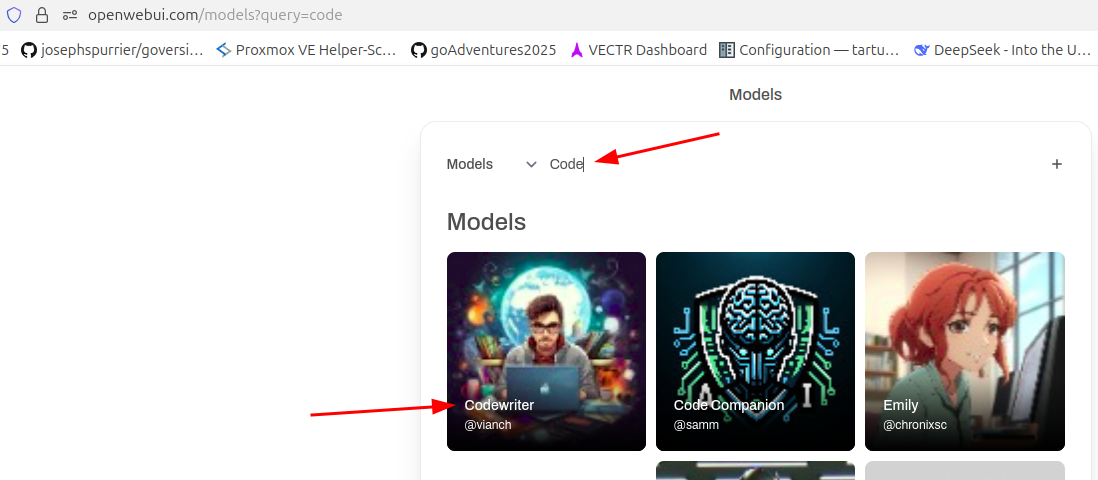 openwebui.com/models?query=code
5 josephspurrier/goversi… Proxmox VE Helper-Sc… goAdventures2025 VECTR Dashboard Configuration — tartu… DeepSeek - Into the U…
Models
Models Code +
Models
Codewriter
@vianch
Code Companion
@samm
A I
Emily
@chronixsc